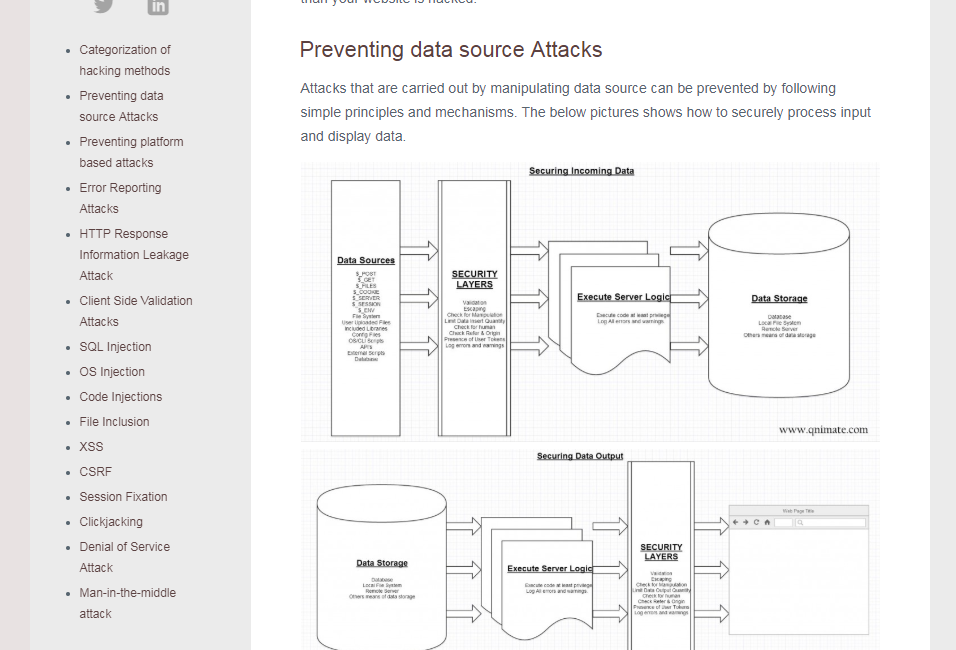 than your website is hacked.
Categorization of
hacking methods
Preventing data
source Attacks
Preventing platform
based attacks
Error Reporting
Attacks
HTTP Response
Information Leakage
Attack
Client Side Validation
Attacks
SQL Injection
OS Injection
Code Injections
File Inclusion
XSS
CSRF
Session Fixation
Clickjacking
Denial of Service
Attack
Man-in-the-middle
attack
Preventing data source Attacks
Attacks that are carried out by manipulating data source can be prevented by following
simple principles and mechanisms. The below pictures shows how to securely process input
and display data.
Securing Incoming Data
Data Sources
$_POST
$_GET
$_FILES
$_COOKIE
$_SERVER
$_SESSION
$_ENV
File System
User Uploaded Files
Included Libraries
Config Files
OS/CLI Scripts
API's
External Scripts
Database
SECURITY
LAYERS
Validation
Escaping
Check for Manipulation
Limit Data Insert Quantity
Check for human
Check Refer & Origin
Presence of User Tokens
Log errors and warnings
Execute Server Logic
Execute code at least privilege
Log All errors and warnings.
Data Storage
Database
Local File System
Remote Server
Others means of data storage
www.qnimate.com
Securing Data Output
Data Storage
Database
Local File System
Remote Server
Others means of data storage
Execute Server Logic
Execute code at least privilege
Log All errors and warnings.
SECURITY
LAYERS
Validation
Escaping
Check for Manipulation
Limit Data Output Quantity
Check for human
Check Refer & Origin
Presence of User Tokens
Log errors and warnings
Web Page Title